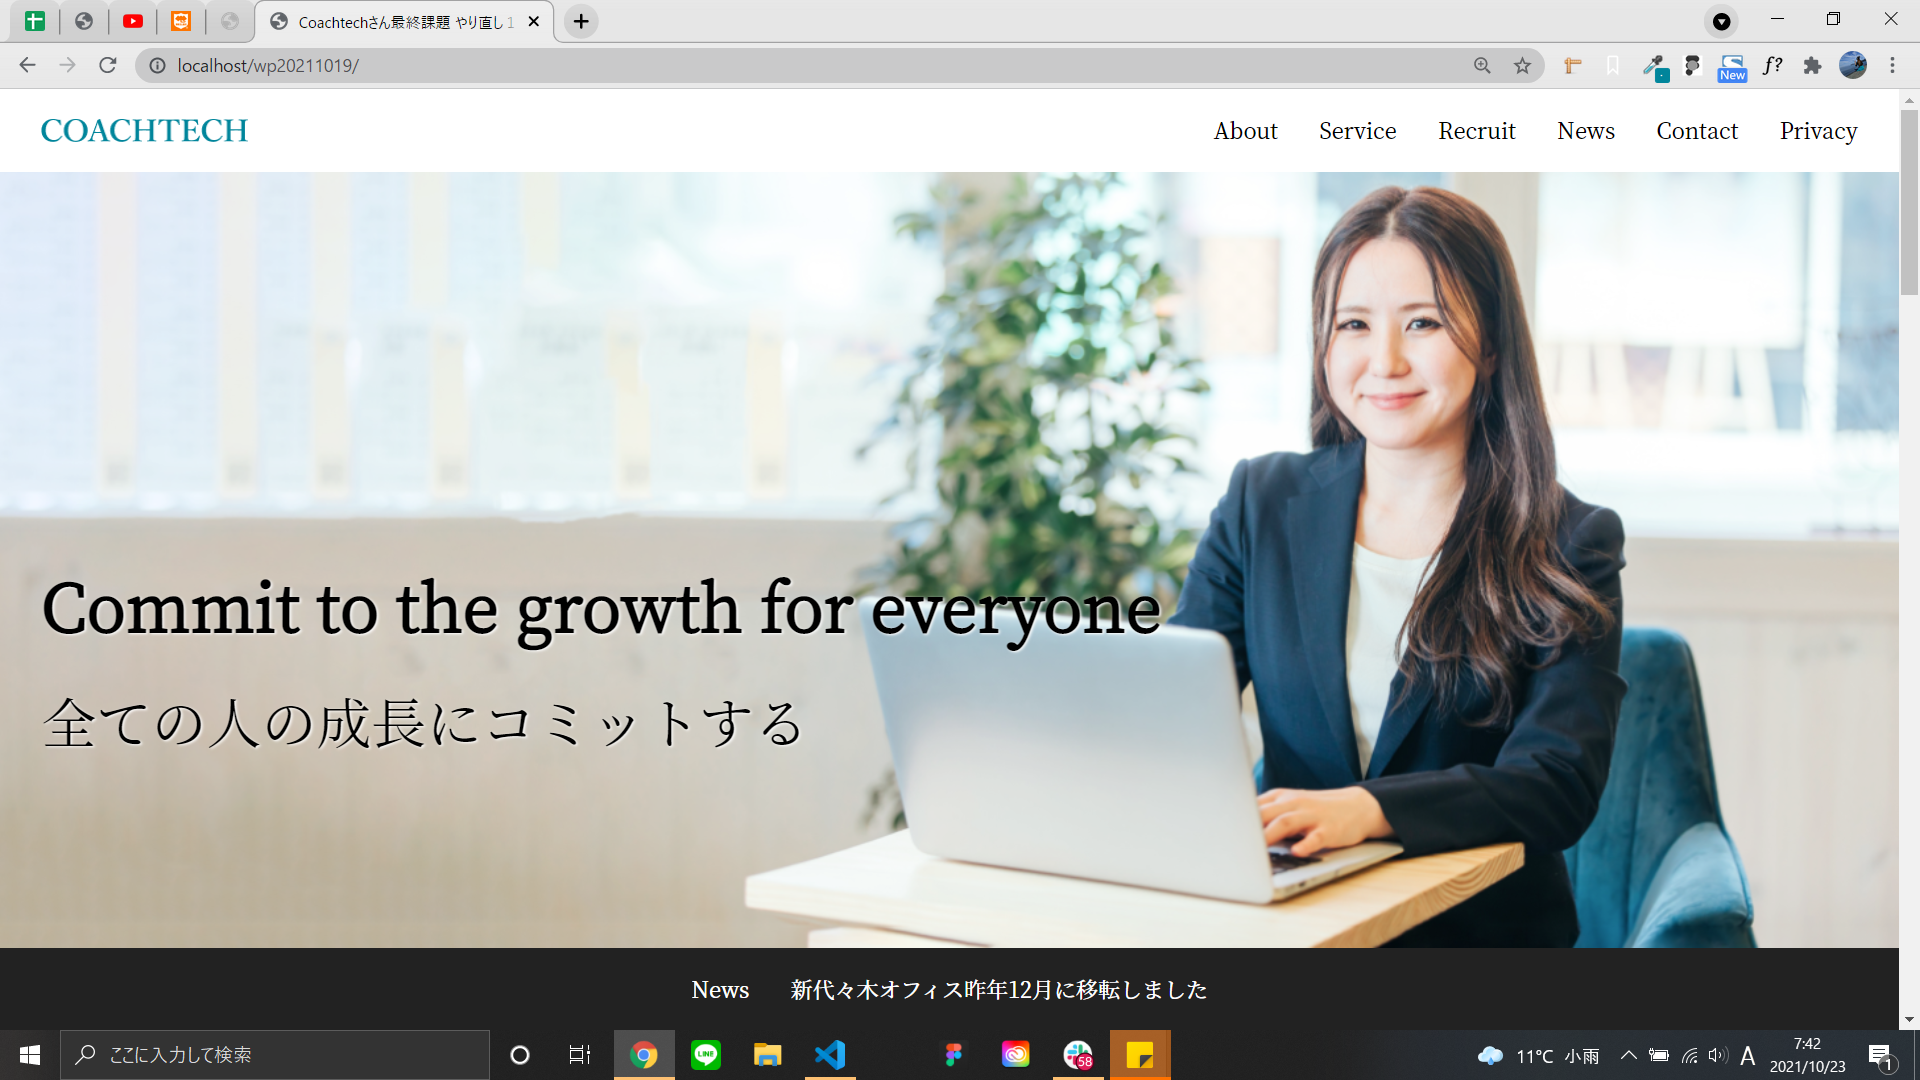 Coachtechさん最終課題 やり直し 1
localhost/wp20211019/
New
f?
COACHTECH
About Service Recruit News Contact Privacy
Commit to the growth for everyone
全ての人の成長にコミットする
News 新代々木オフィス昨年12月に移転しました
ここに入力して検索
LINE
58
11°C 小雨
A
7:42
2021/10/23
1